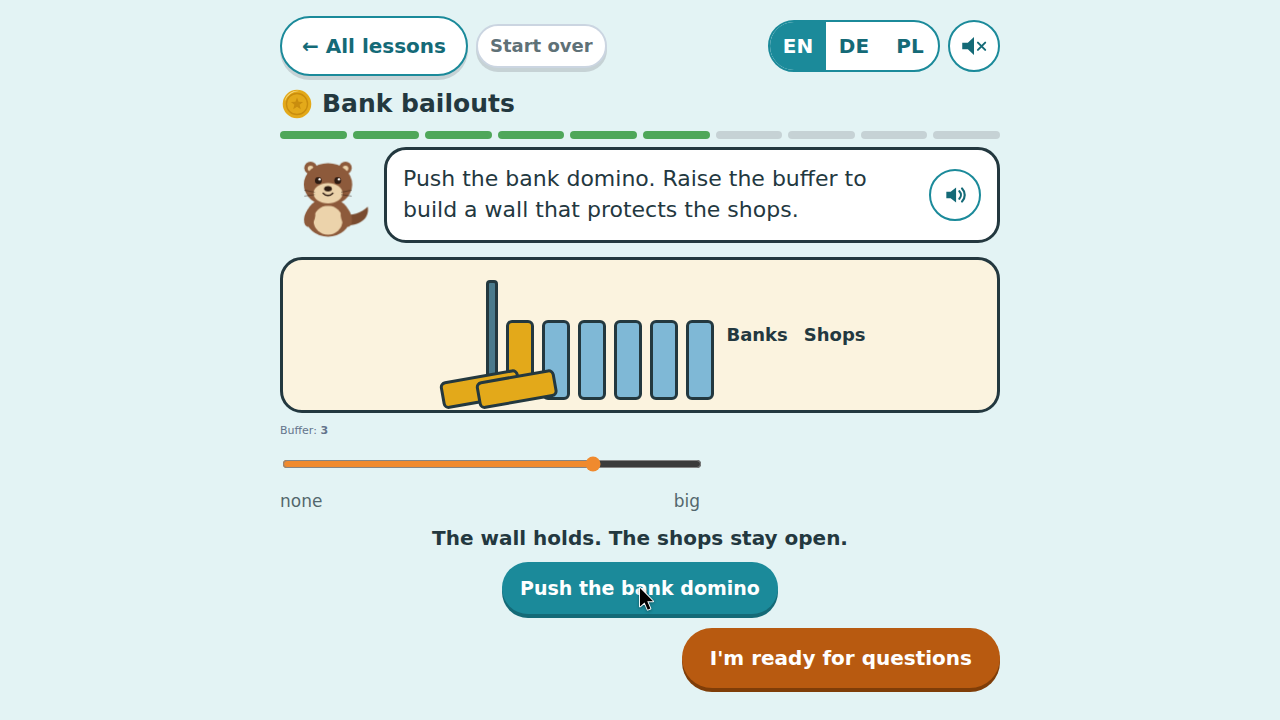 ← All lessons
Start over
EN DE PL
Bank bailouts
Push the bank domino. Raise the buffer to
build a wall that protects the shops.
Banks Shops
Buffer: 3
none big
The wall holds. The shops stay open.
Push the bank domino
I'm ready for questions